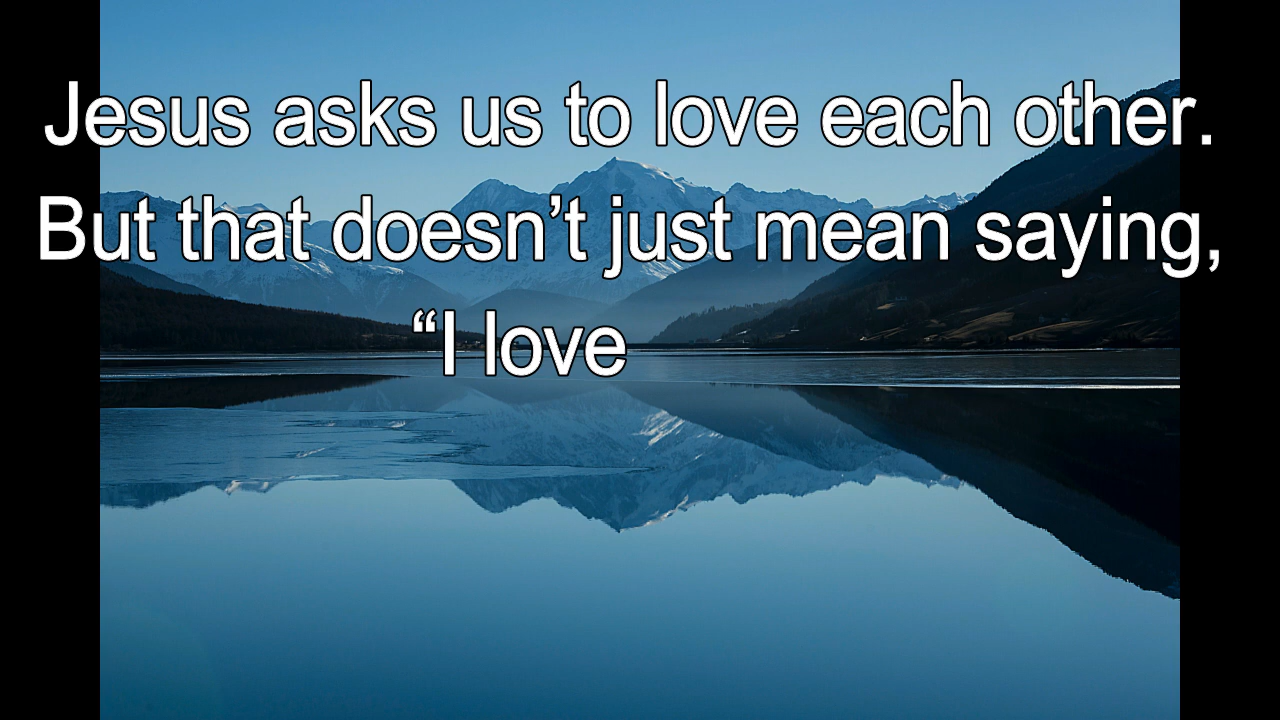 Jesus asks us to love each other.
But that doesn’t just mean saying,
“I love